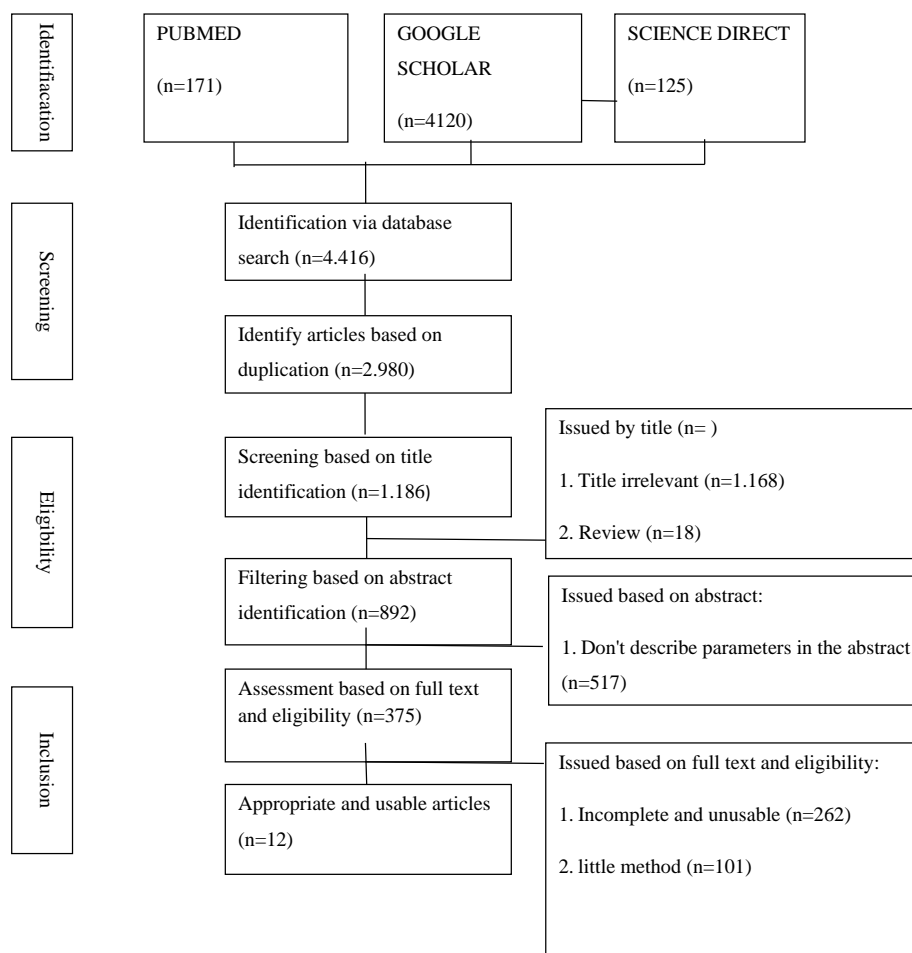 Identifiacation
PUBMED
(n=171)
GOOGLE
SCHOLAR
(n=4120)
SCIENCE DIRECT
(n=125)
Screening
Identification via database
search (n=4.416)
Identify articles based on
duplication (n=2.980)
Eligibility
Screening based on title
identification (n=1.186)
Issued by title (n= )
1. Title irrelevant (n=1.168)
2. Review (n=18)
Filtering based on abstract
identification (n=892)
Issued based on abstract:
1. Don't describe parameters in the abstract
(n=517)
Inclusion
Assessment based on full text
and eligibility (n=375)
Issued based on full text and eligibility:
1. Incomplete and unusable (n=262)
2. little method (n=101)
Appropriate and usable articles
(n=12)